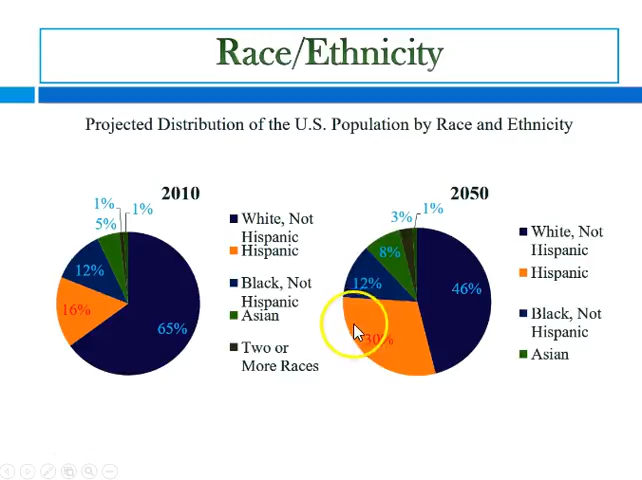 Race/Ethnicity
Projected Distribution of the U.S. Population by Race and Ethnicity
2010
1%
1%
5%
12%
16%
65%
White, Not
Hispanic
Hispanic
Black, Not
Hispanic
Asian
Two or
More Races
2050
1%
3%
8%
12%
46%
30%
White, Not
Hispanic
Hispanic
Black, Not
Hispanic
Asian